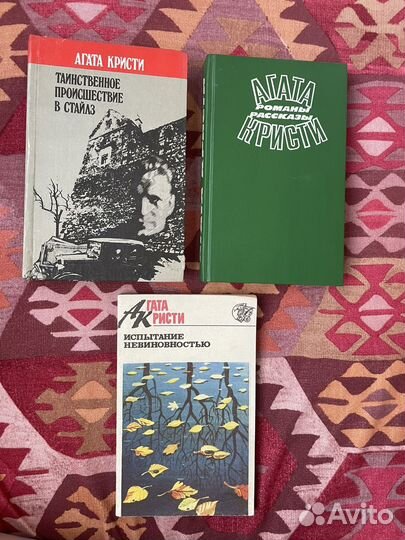 АГАТА КРИСТИ
ТАИНСТВЕННОЕ
ПРОИСШЕСТВИЕ
В СТАЙЛЗ
АГАТА
РОМАНЫ
РАССКАЗЫ
КРИСТИ
АГАТА
КРИСТИ
ИСПЫТАНИЕ
НЕВИНОВНОСТЬЮ
Avito